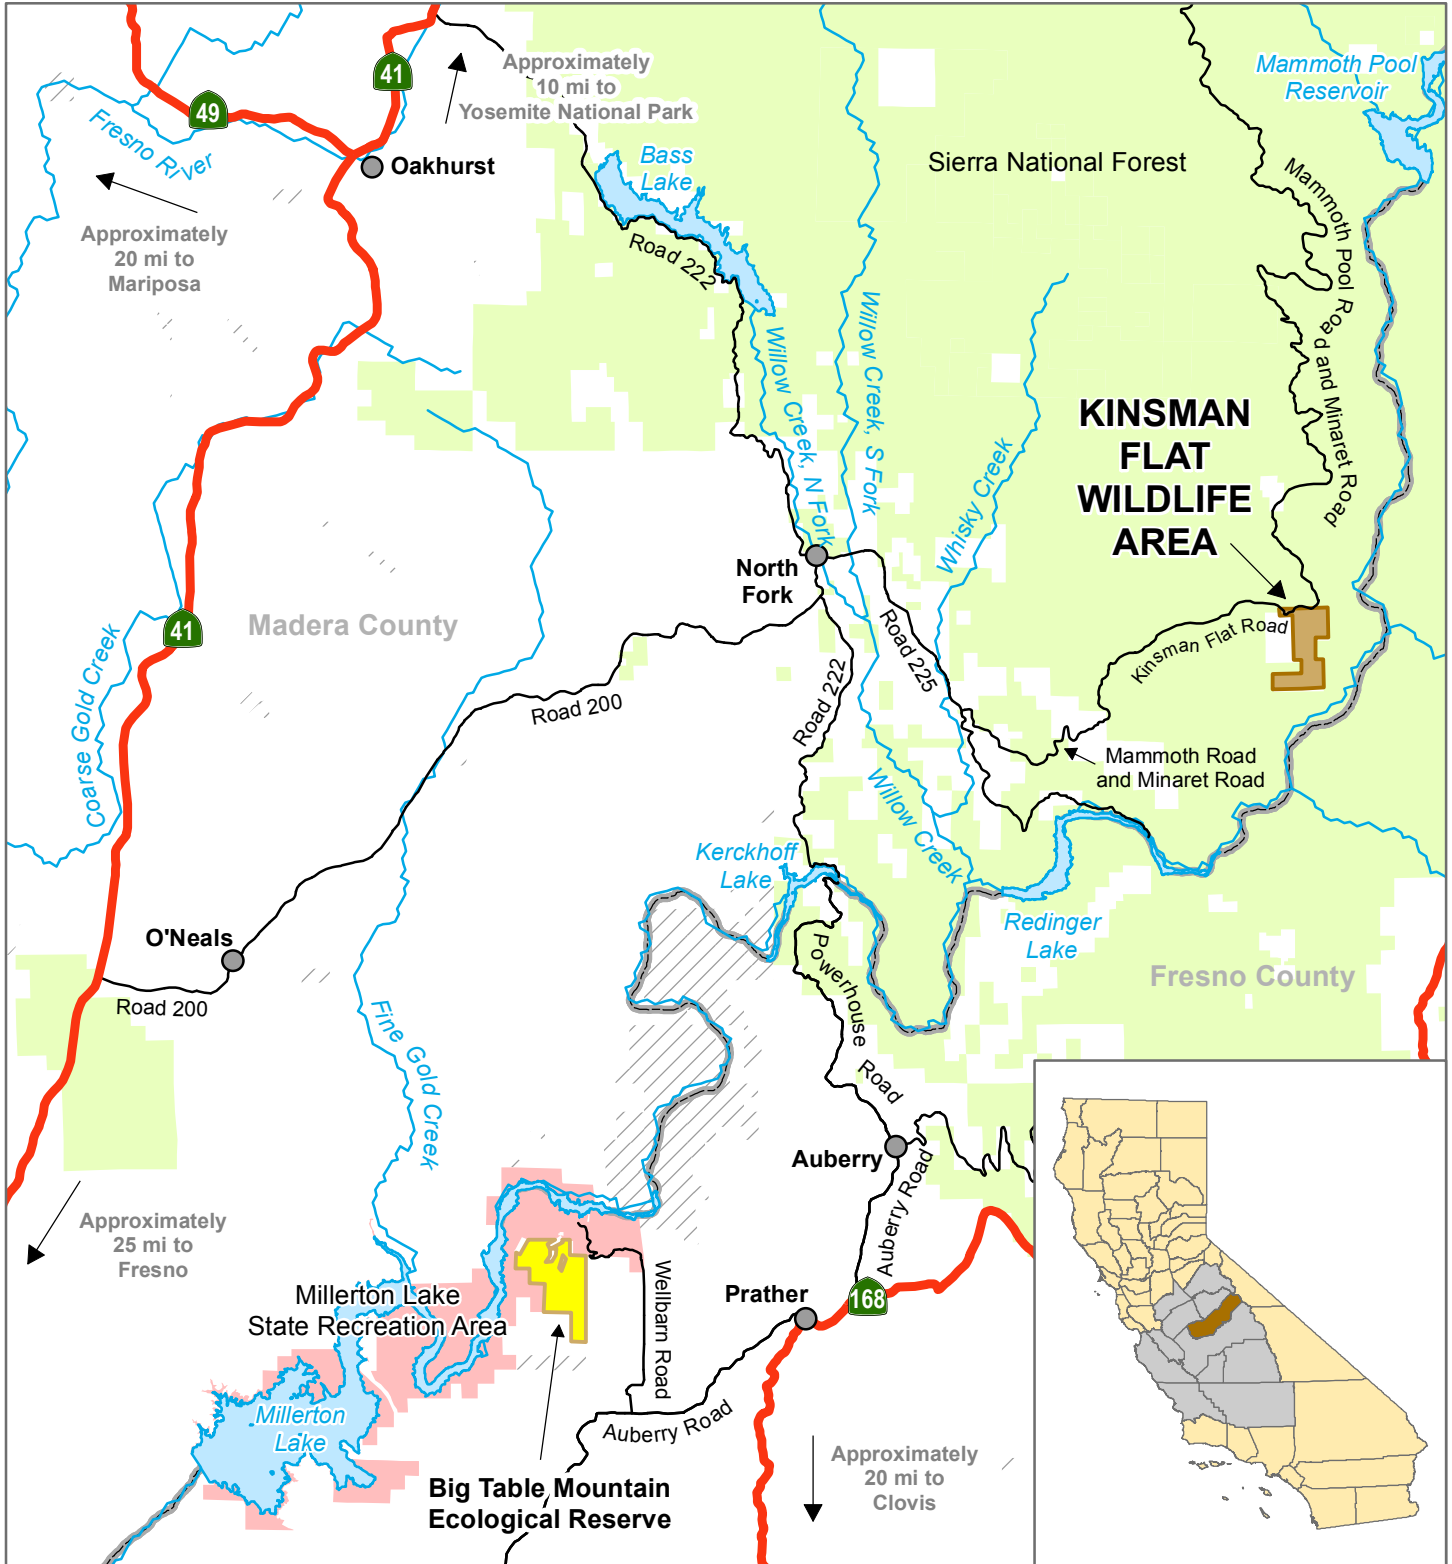 41
49
Approximately
10 mi to
Yosemite National Park
Mammoth Pool
Reservoir
Fresno River
Oakhurst
Bass
Lake
Sierra National Forest
Approximately
20 mi to
Mariposa
Road 222
Mammoth Pool Road and Minaret Road
Willow Creek, N Fork
Willow Creek, S Fork
Whisky Creek
KINSMAN
FLAT
WILDLIFE
AREA
North
Fork
Madera County
41
Coarse Gold Creek
Road 200
Road 222
Road 225
Kinsman Flat Road
Mammoth Road
and Minaret Road
Willow Creek
Kerckhoff
Lake
Redinger
Lake
O'Neals
Road 200
Fresno County
Powerhouse Road
Fine Gold Creek
Auberry
Auberry Road
Approximately
25 mi to
Fresno
Millerton Lake
State Recreation Area
Wellbarn Road
Prather
168
Millerton
Lake
Auberry Road
Approximately
20 mi to
Clovis
Big Table Mountain
Ecological Reserve